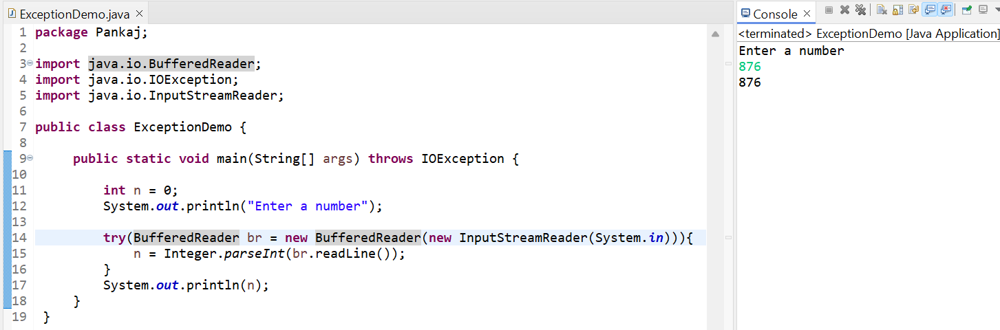 ExceptionDemo.java
1 package Pankaj;
2
3 import java.io.BufferedReader;
4 import java.io.IOException;
5 import java.io.InputStreamReader;
6
7 public class ExceptionDemo {
8
9 public static void main(String[] args) throws IOException {
10
11 int n = 0;
12 System.out.println("Enter a number");
13
14 try(BufferedReader br = new BufferedReader(new InputStreamReader(System.in))){
15 n = Integer.parseInt(br.readLine());
16 }
17 System.out.println(n);
18 }
19 }
Console
<terminated> ExceptionDemo [Java Application]
Enter a number
876
876